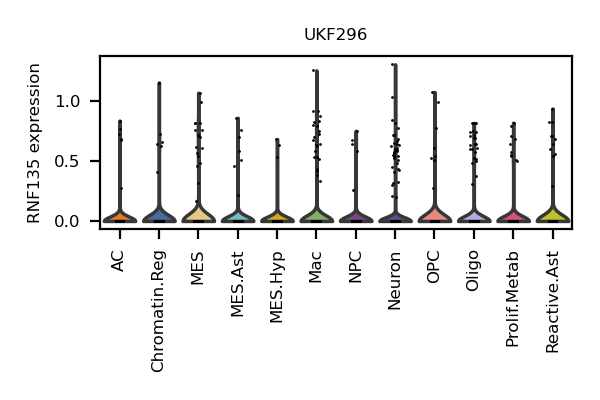 UKF296
RNF135 expression
1.0
0.5
0.0
AC
Chromatin.Reg
MES
MES.Ast
MES.Hyp
Mac
NPC
Neuron
OPC
Oligo
Prolif.Metab
Reactive.Ast